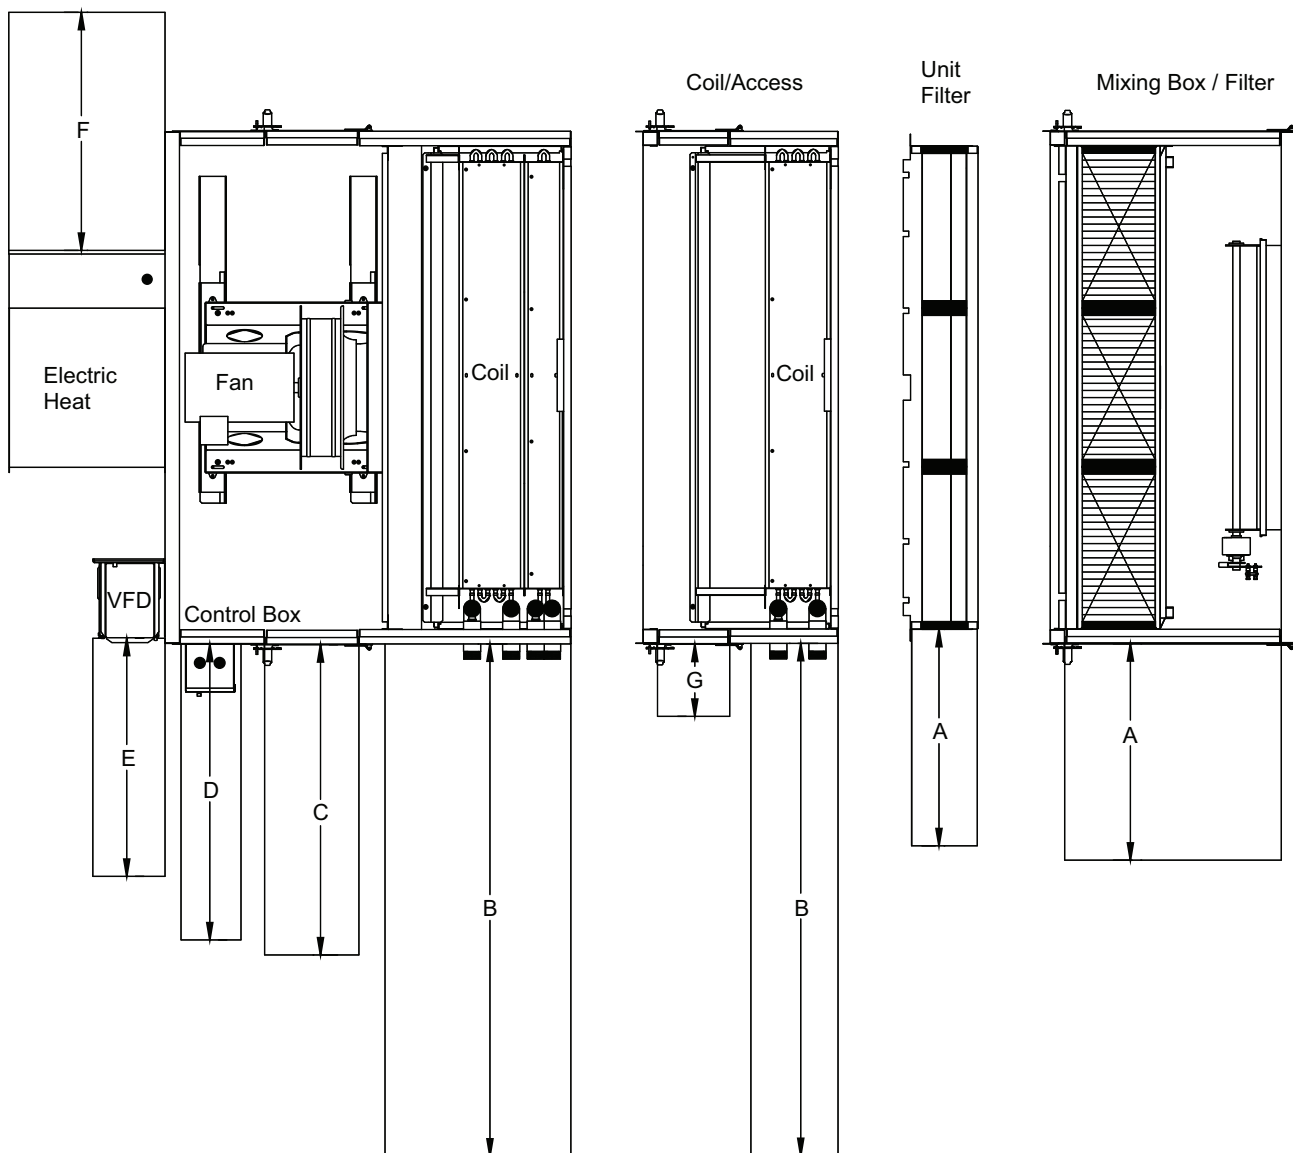 Coil/Access
Unit
Filter
Mixing Box / Filter
F
Electric
Heat
Fan
Coil
Coil
VFD
Control Box
G
A
A
E
D
C
B
B